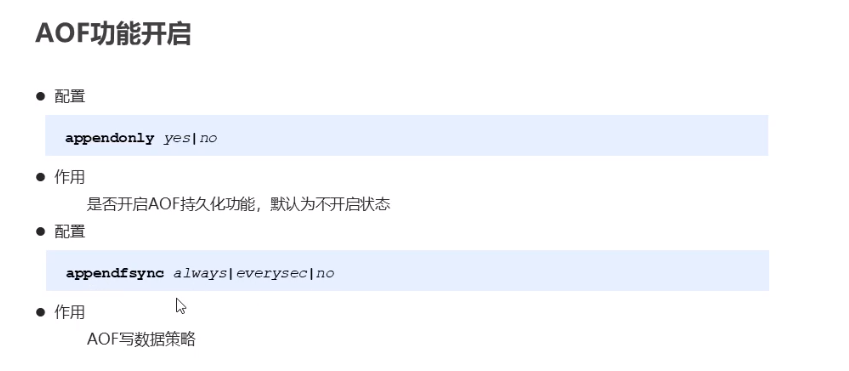 AOF功能开启
● 配置
appendonly yes|no
● 作用
是否开启AOF持久化功能，默认为不开启状态
● 配置
appendfsync always|everysec|no
● 作用
AOF写数据策略